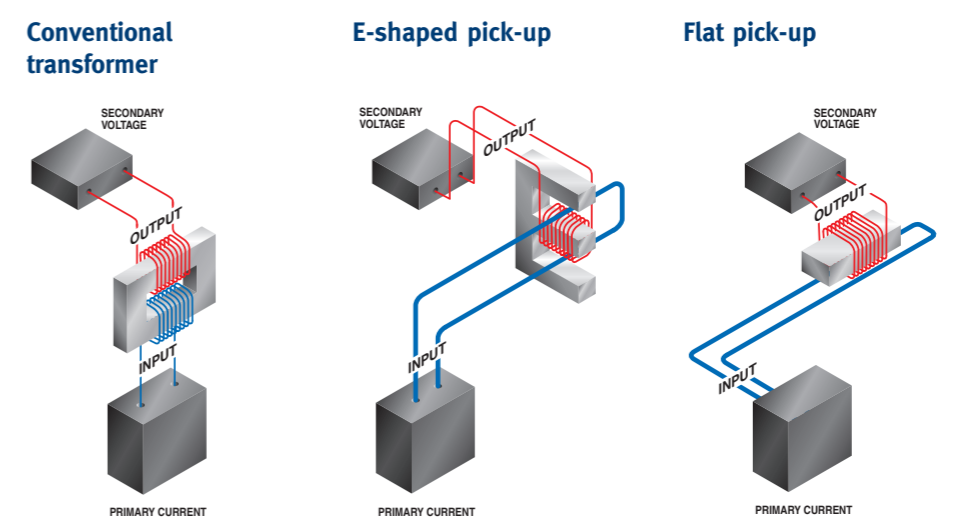 Conventional
transformer
SECONDARY
VOLTAGE
OUTPUT
INPUT
PRIMARY CURRENT
E-shaped pick-up
SECONDARY
VOLTAGE
OUTPUT
INPUT
PRIMARY CURRENT
Flat pick-up
SECONDARY
VOLTAGE
OUTPUT
INPUT
PRIMARY CURRENT